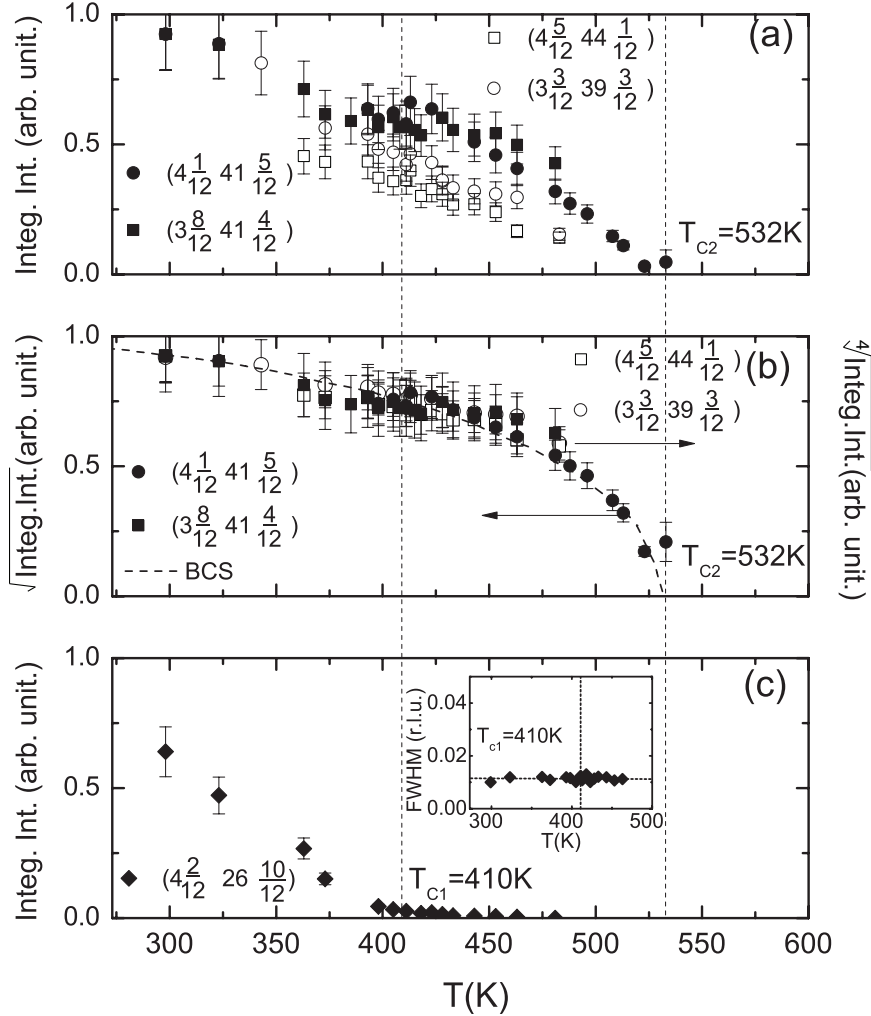 1.0
0.5
0.0
Integ. Int. (arb. unit.)
(a)
(4 5/12 44 1/12)
(3 3/12 39 3/12)
(4 1/12 41 5/12)
(3 8/12 41 4/12)
T_C2=532K
1.0
0.5
0.0
√Integ.Int.(arb. unit.)
∜Integ.Int.(arb. unit.)
(b)
(4 5/12 44 1/12)
(3 3/12 39 3/12)
(4 1/12 41 5/12)
(3 8/12 41 4/12)
BCS
T_C2=532K
1.0
0.5
0.0
Integ. Int. (arb. unit.)
(c)
0.04
0.02
0.00
FWHM (r.l.u.)
T_c1=410K
300 400 500
T(K)
(4 2/12 26 10/12)
T_C1=410K
300 350 400 450 500 550 600
T(K)